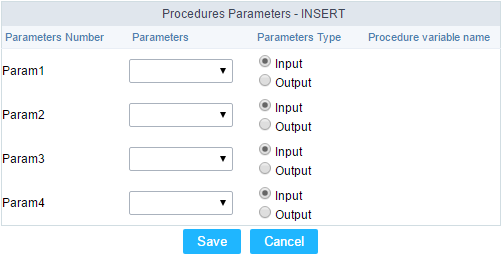 Procedures Parameters - INSERT
Parameters Number Parameters Parameters Type Procedure variable name
Param1
Input
Output
Param2
Input
Output
Param3
Input
Output
Param4
Input
Output
Save Cancel